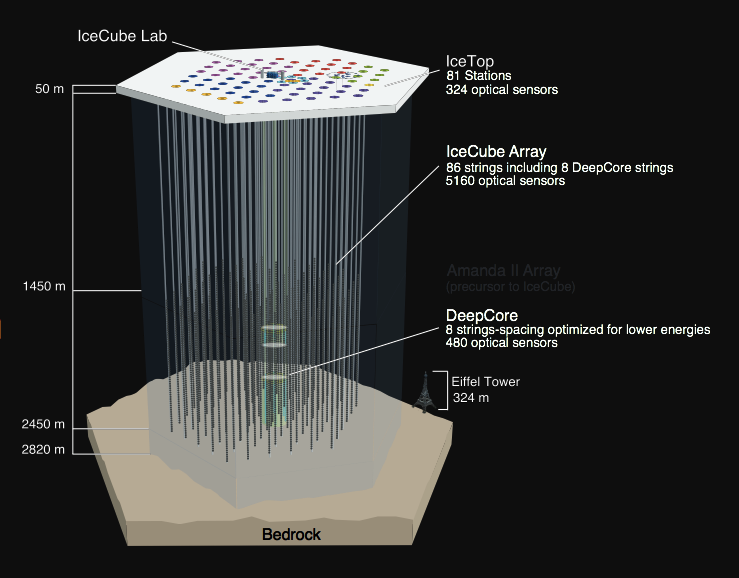 IceCube Lab
IceTop
81 Stations
324 optical sensors
50 m
IceCube Array
86 strings including 8 DeepCore strings
5160 optical sensors
Amanda II Array
(precursor to IceCube)
1450 m
DeepCore
8 strings-spacing optimized for lower energies
480 optical sensors
Eiffel Tower
324 m
2450 m
2820 m
Bedrock